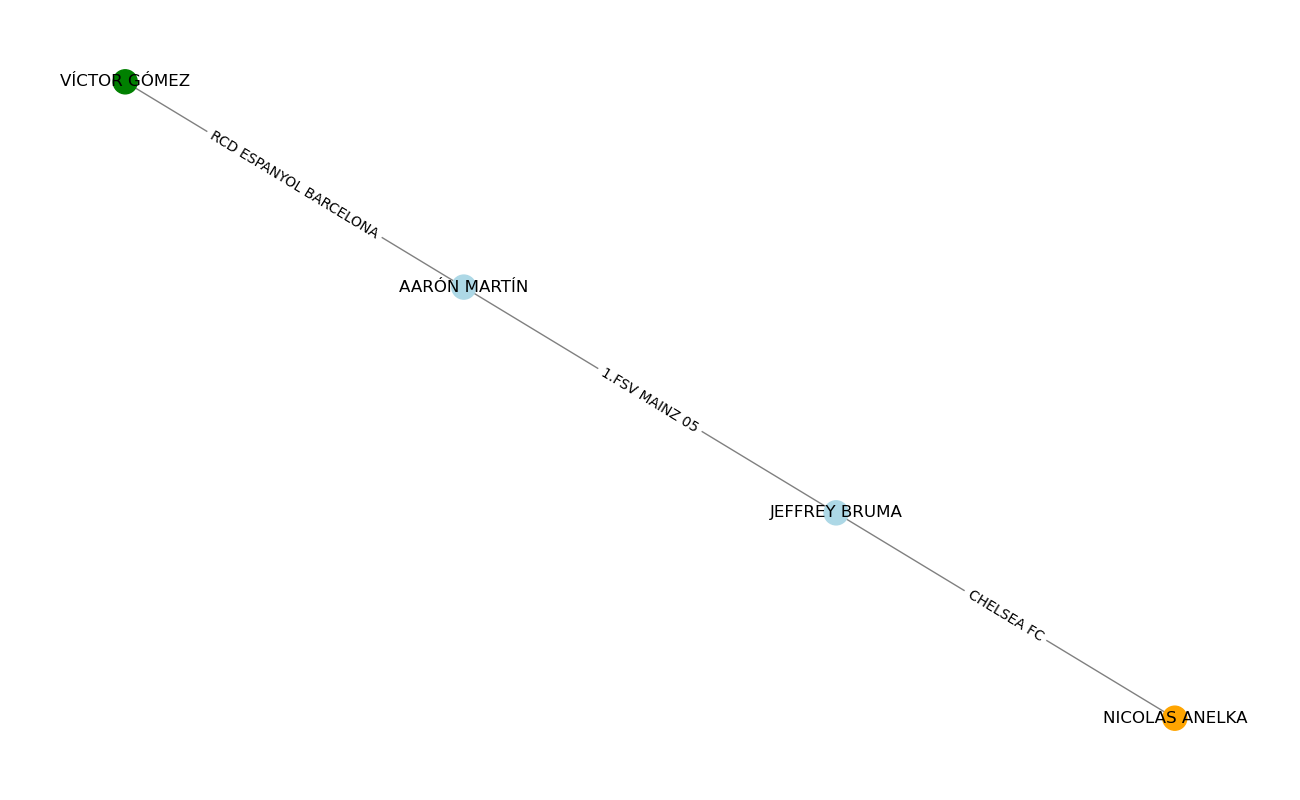 VÍCTOR GÓMEZ
RCD ESPANYOL BARCELONA
AARÓN MARTÍN
1.FSV MAINZ 05
JEFFREY BRUMA
CHELSEA FC
NICOLAS ANELKA